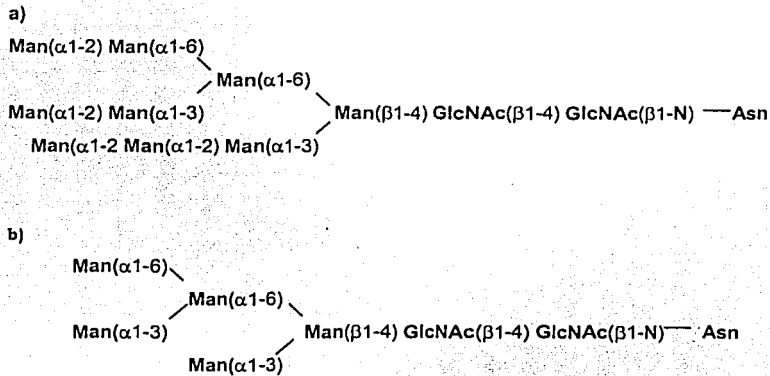 a)
Man(α1-2) Man(α1-6)
Man(α1-6)
Man(α1-2) Man(α1-3)
Man(β1-4) GlcNAc(β1-4) GlcNAc(β1-N) — Asn
Man(α1-2 Man(α1-2) Man(α1-3)
b)
Man(α1-6)
Man(α1-6)
Man(α1-3)
Man(β1-4) GlcNAc(β1-4) GlcNAc(β1-N) — Asn
Man(α1-3)